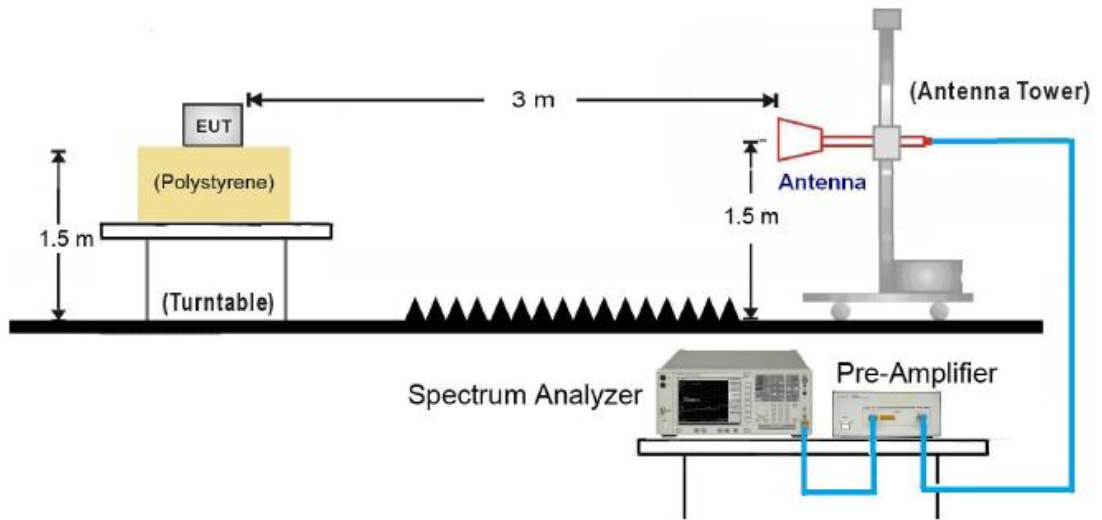 3 m
(Antenna Tower)
EUT
(Polystyrene)
Antenna
1.5 m
1.5 m
(Turntable)
Spectrum Analyzer
Pre-Amplifier